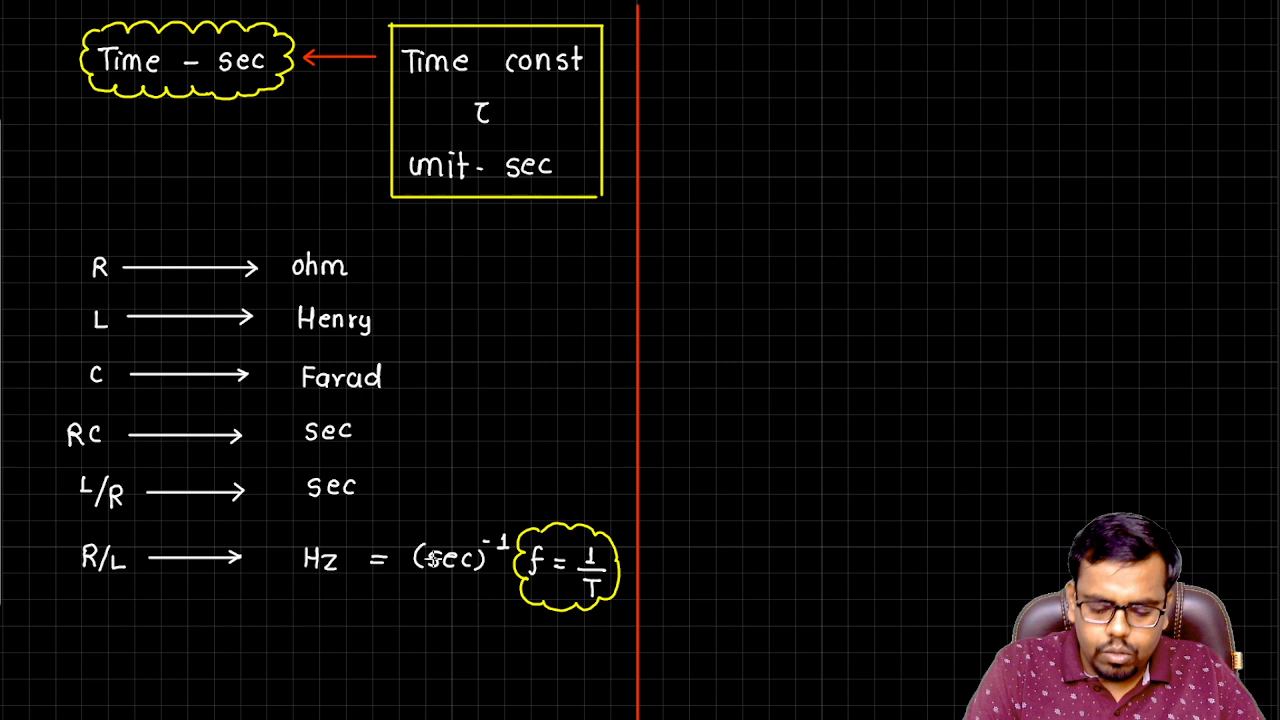 Time - sec
Time const
τ
unit - sec
R ⟶ ohm
L ⟶ Henry
C ⟶ Farad
RC ⟶ sec
L/R ⟶ sec
R/L ⟶ Hz = (sec)⁻¹ f = 1/T